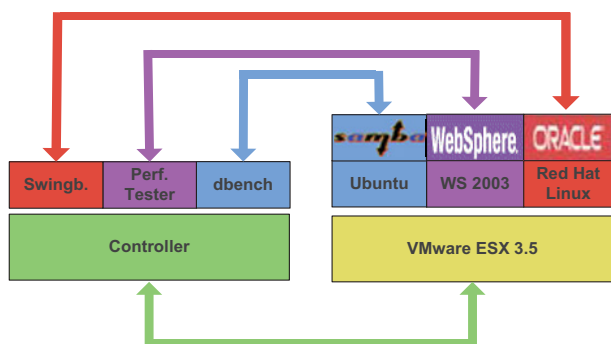 samba
WebSphere.
ORACLE
Swingb.
Perf.
Tester
dbench
Ubuntu
WS 2003
Red Hat
Linux
Controller
VMware ESX 3.5